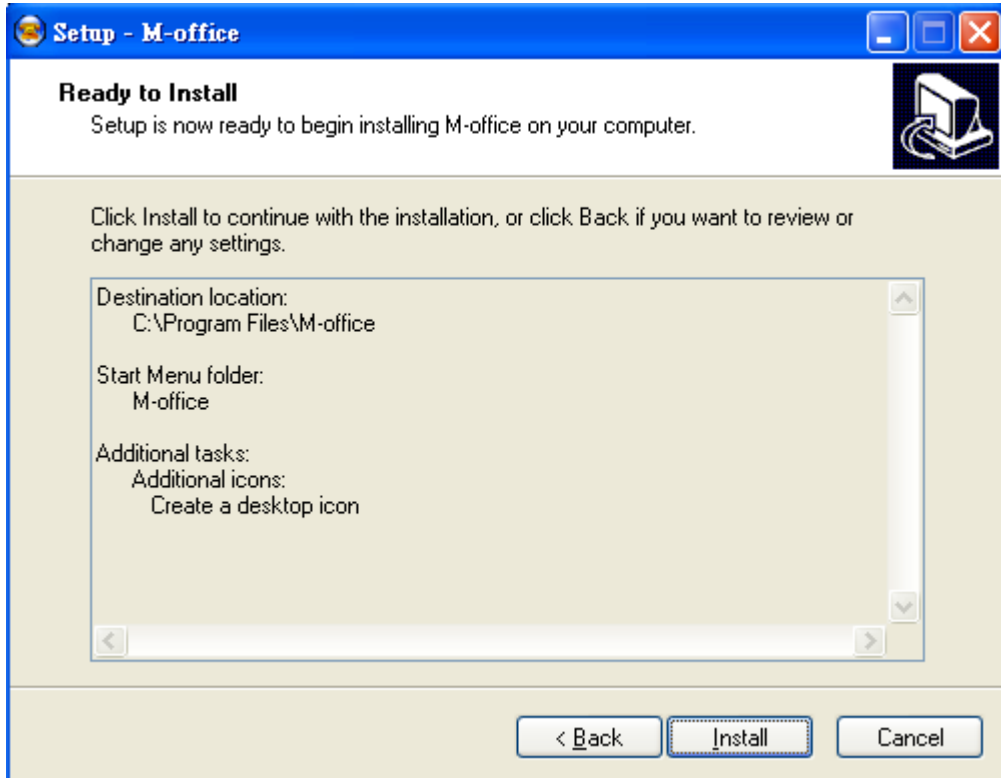 Setup - M-office
Ready to Install
Setup is now ready to begin installing M-office on your computer.
Click Install to continue with the installation, or click Back if you want to review or
change any settings.
Destination location:
C:\Program Files\M-office
Start Menu folder:
M-office
Additional tasks:
Additional icons:
Create a desktop icon
< Back
Install
Cancel